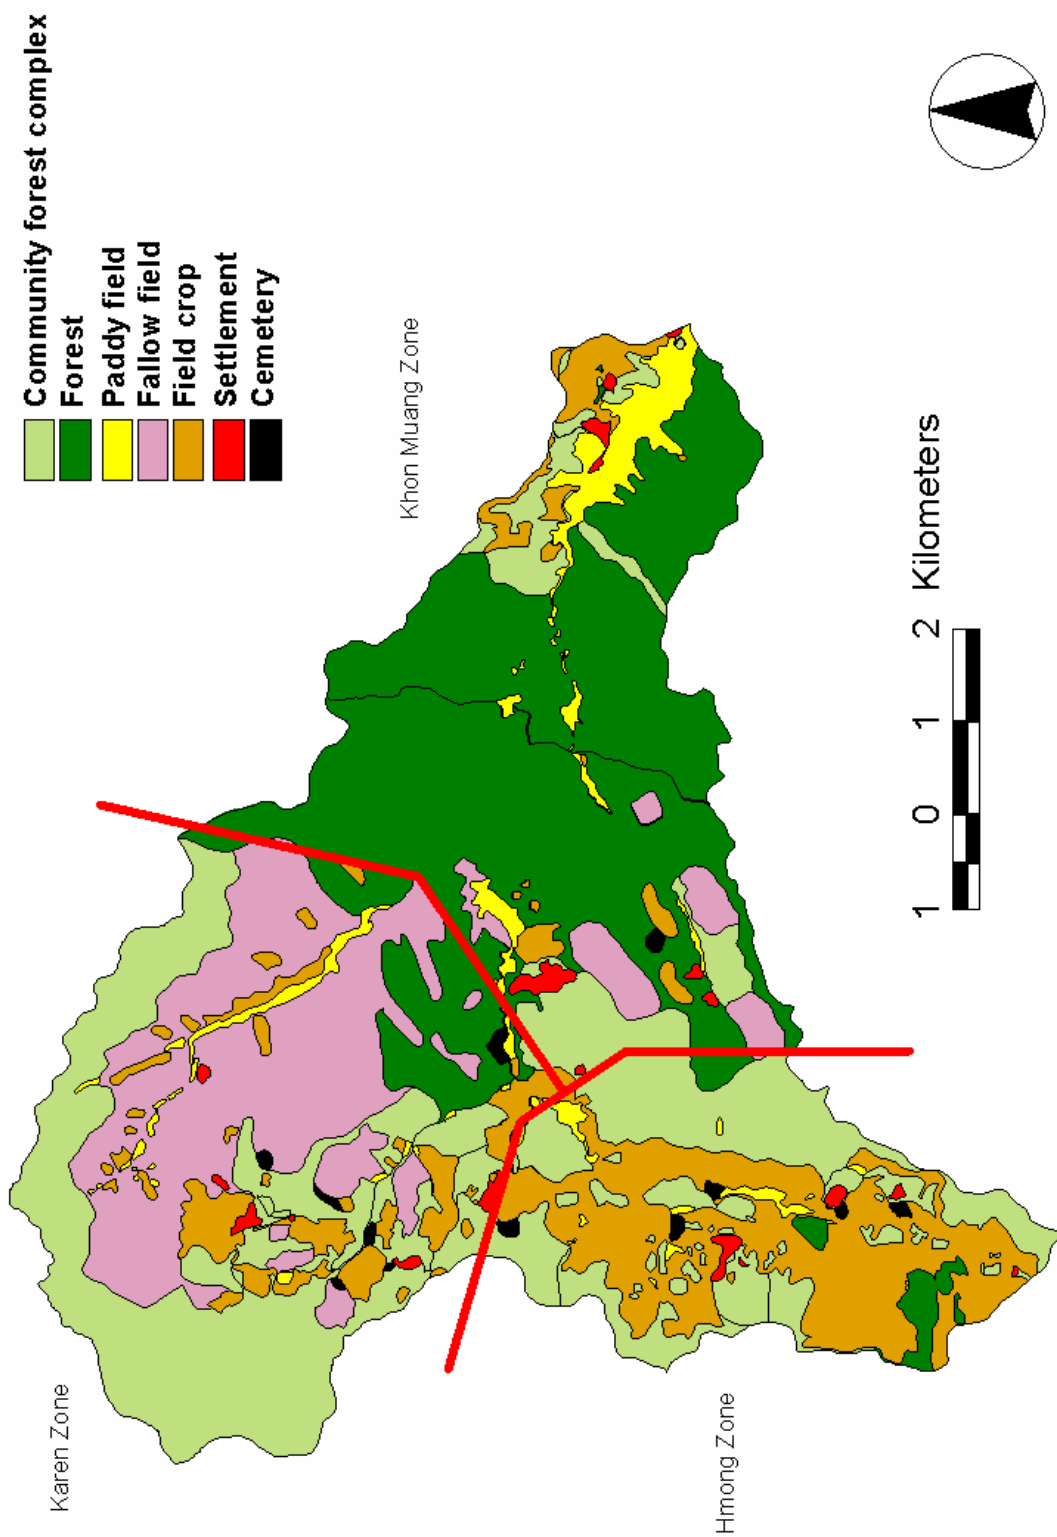 Community forest complex
Forest
Paddy field
Fallow field
Field crop
Settlement
Cemetery
Karen Zone
Khon Muang Zone
Hmong Zone
1 0 1 2 Kilometers